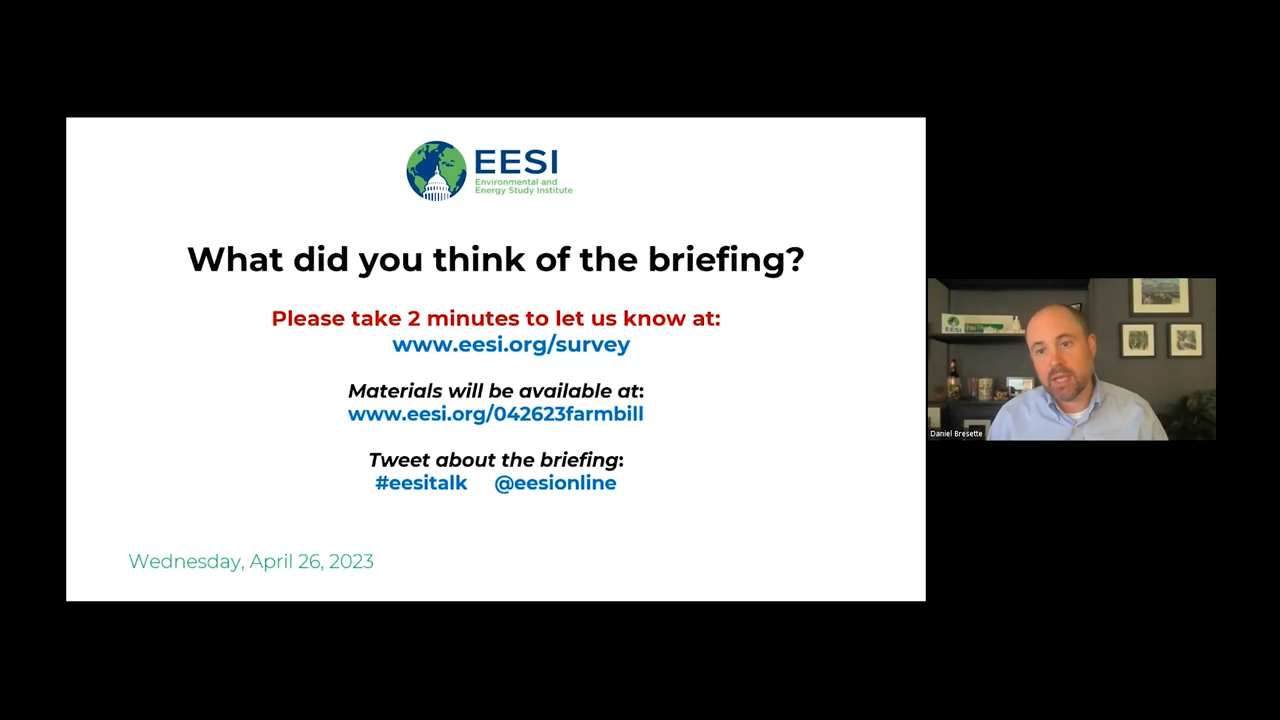 EESI
Environmental and
Energy Study Institute
What did you think of the briefing?
Please take 2 minutes to let us know at:
www.eesi.org/survey
Materials will be available at:
www.eesi.org/042623farmbill
Tweet about the briefing:
#eesitalk @eesionline
Wednesday, April 26, 2023
Daniel Bresette